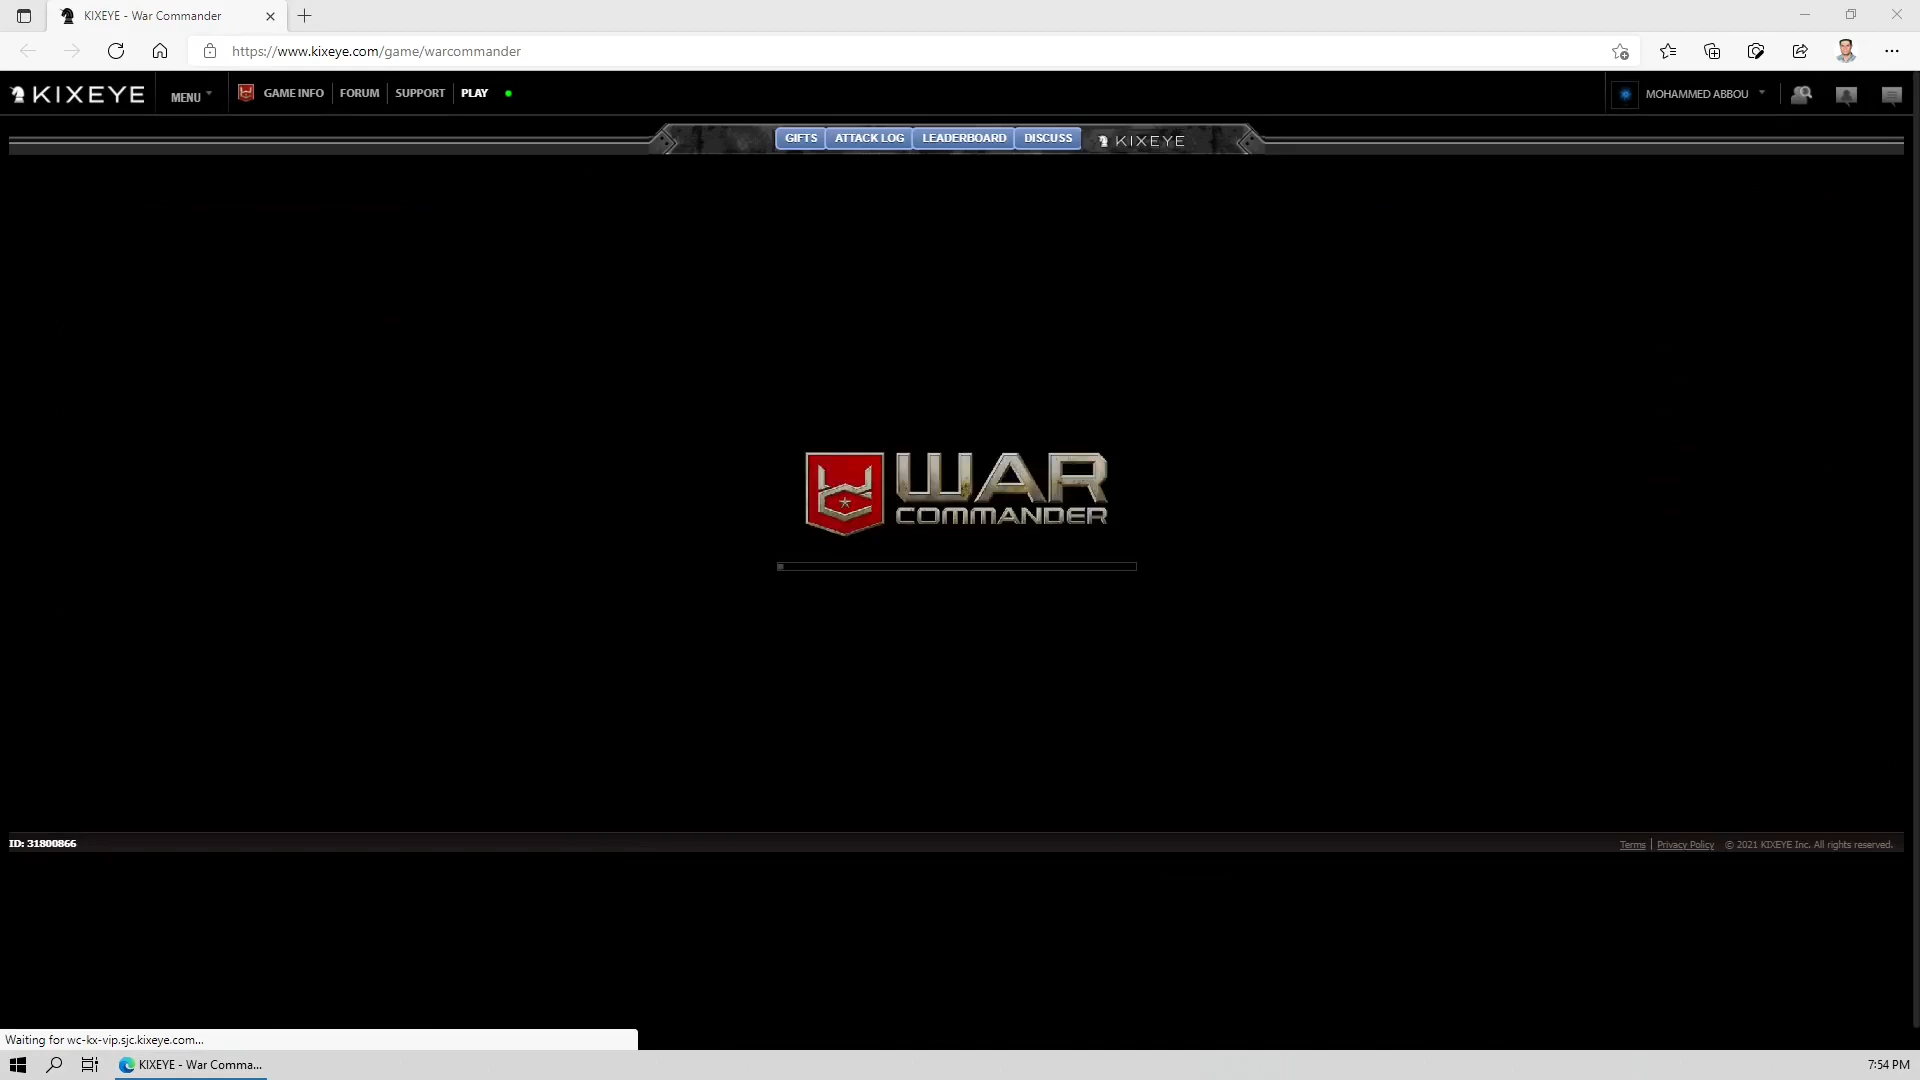 KIXEYE - War Commander
https://www.kixeye.com/game/warcommander
KIXEYE
MENU
GAME INFO
FORUM
SUPPORT
PLAY
MOHAMMED ABBOU
GIFTS
ATTACK LOG
LEADERBOARD
DISCUSS
KIXEYE
WAR
COMMANDER
ID: 31800866
Terms
Privacy Policy
© 2021 KIXEYE Inc. All rights reserved.
Waiting for wc-kx-vip.sjc.kixeye.com...
KIXEYE - War Comma...
7:54 PM